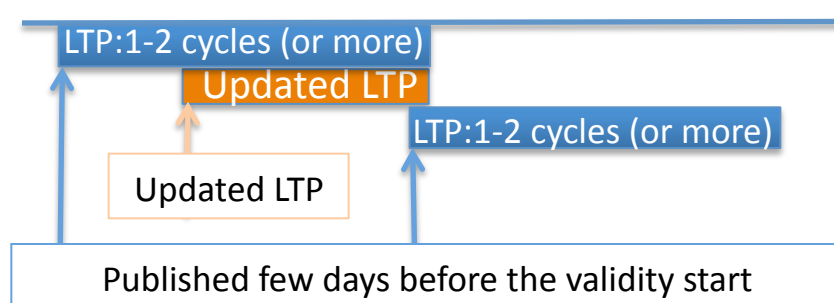 LTP:1-2 cycles (or more)
Updated LTP
LTP:1-2 cycles (or more)
Updated LTP
Published few days before the validity start